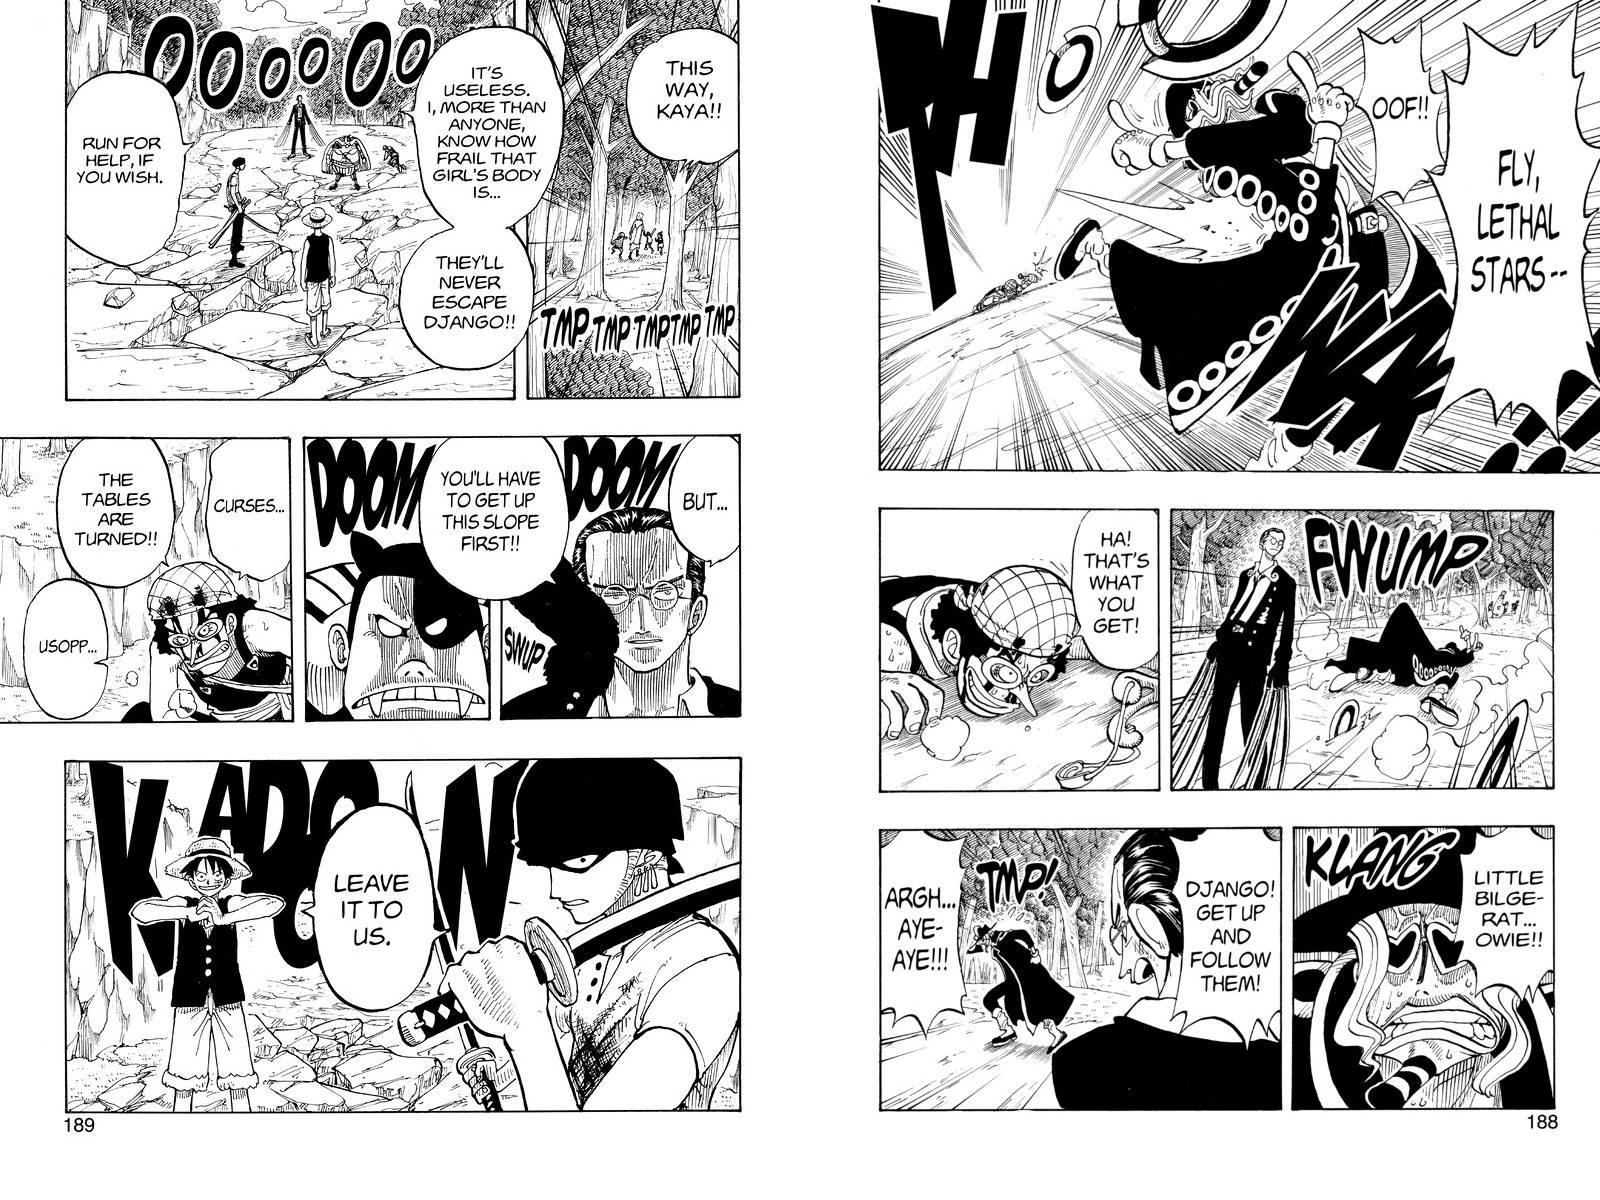 OOF!!
FLY,
LETHAL
STARS--
FWUMP
HA!
THAT'S
WHAT
YOU
GET!
KLANG
LITTLE
BILGE-
RAT...
OWIE!!
DJANGO!
GET UP
AND
FOLLOW
THEM!
TMP!
ARGH...
AYE-
AYE!!!
188
THIS
WAY,
KAYA!!
TMP TMP TMP TMP TMP
IT'S
USELESS.
I, MORE THAN
ANYONE,
KNOW HOW
FRAIL THAT
GIRL'S BODY
IS...
THEY'LL
NEVER
ESCAPE
DJANGO!!
OOOOOO
RUN FOR
HELP, IF
YOU WISH.
BUT...
DOOM
SWUP
YOU'LL HAVE
TO GET UP
THIS SLOPE
FIRST!!
DOOM
CURSES...
THE
TABLES
ARE
TURNED!!
USOPP...
KADOON
LEAVE
IT TO
US.
189